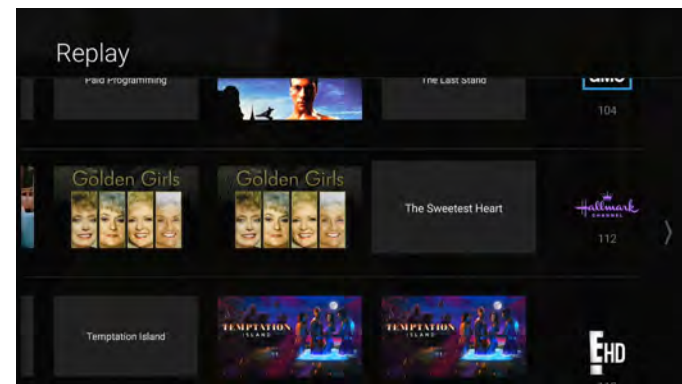 Replay
Paid Programming
The Last Stand
104
Golden Girls
Golden Girls
The Sweetest Heart
Hallmark
CHANNEL
112
Temptation Island
TEMPTATION
ISLAND
TEMPTATION
ISLAND
E!HD